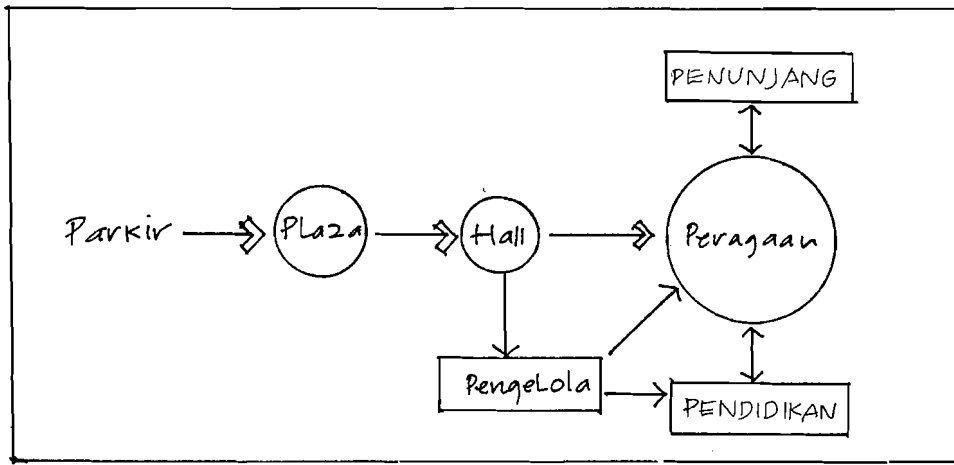 PENUNJANG
Parkir
Plaza
Hall
Peragaan
PengeLola
PENDIDIKAN